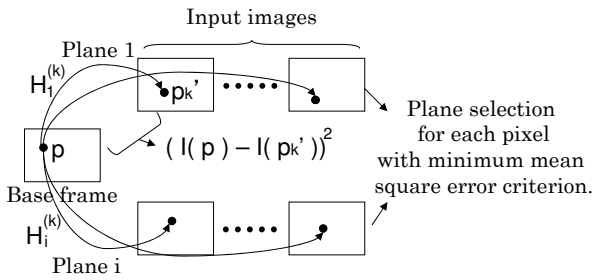 Input images
Plane 1
H₁⁽ᵏ⁾
pₖ’
p
( I( p ) – I( pₖ’ ))²
Base frame
Hᵢ⁽ᵏ⁾
Plane i
Plane selection
for each pixel
with minimum mean
square error criterion.